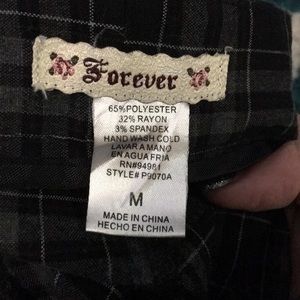 Forever
65%POLYESTER
32% RAYON
3% SPANDEX
HAND WASH COLD
LAVAR A MANO
EN AGUA FRIA
RN#94981
STYLE# P9070A
M
MADE IN CHINA
HECHO EN CHINA